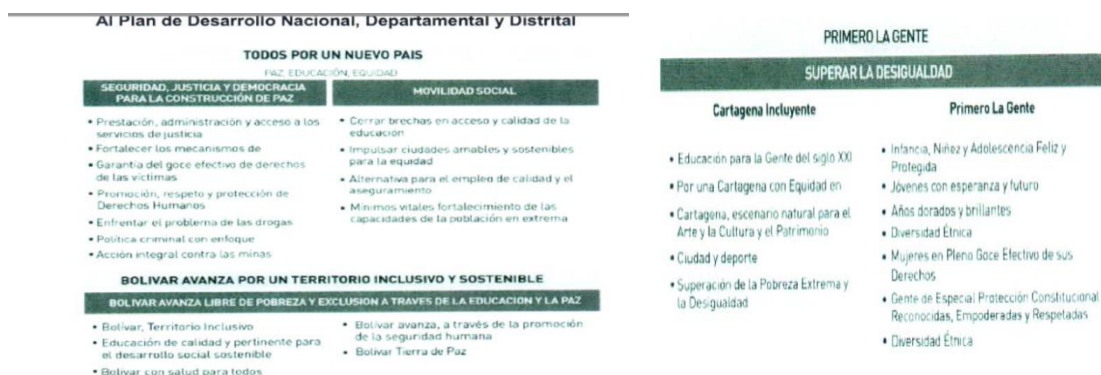 Al Plan de Desarrollo Nacional, Departamental y Distrital
TODOS POR UN NUEVO PAIS
PAZ, EDUCACIÓN, EQUIDAD
SEGURIDAD, JUSTICIA Y DEMOCRACIA
PARA LA CONSTRUCCIÓN DE PAZ
• Prestación, administración y acceso a los
servicios de justicia
• Fortalecer los mecanismos de
• Garantía del goce efectivo de derechos
de las víctimas
• Promoción, respeto y protección de
Derechos Humanos
• Enfrentar el problema de las drogas
• Política criminal con enfoque
• Acción integral contra las minas
MOVILIDAD SOCIAL
• Cerrar brechas en acceso y calidad de la
educación
• Impulsar ciudades amables y sostenibles
para la equidad
• Alternativa para el empleo de calidad y el
aseguramiento
• Mínimos vitales fortalecimiento de las
capacidades de la población en extrema
BOLIVAR AVANZA POR UN TERRITORIO INCLUSIVO Y SOSTENIBLE
BOLIVAR AVANZA LIBRE DE POBREZA Y EXCLUSION A TRAVES DE LA EDUCACION Y LA PAZ
• Bolívar, Territorio Inclusivo
• Educación de calidad y pertinente para
el desarrollo social sostenible
• Bolívar con salud para todos
• Bolívar avanza, a través de la promoción
de la seguridad humana
• Bolívar Tierra de Paz
PRIMERO LA GENTE
SUPERAR LA DESIGUALDAD
Cartagena Incluyente
• Educación para la Gente del siglo XXI
• Por una Cartagena con Equidad en
• Cartagena, escenario natural para el
Arte y la Cultura y el Patrimonio
• Ciudad y deporte
• Superación de la Pobreza Extrema y
la Desigualdad
Primero La Gente
• Infancia, Niñez y Adolescencia Feliz y
Protegida
• Jóvenes con esperanza y futuro
• Años dorados y brillantes
• Diversidad Étnica
• Mujeres en Pleno Goce Efectivo de sus
Derechos
• Gente de Especial Protección Constitucional
Reconocidas, Empoderadas y Respetadas
• Diversidad Étnica